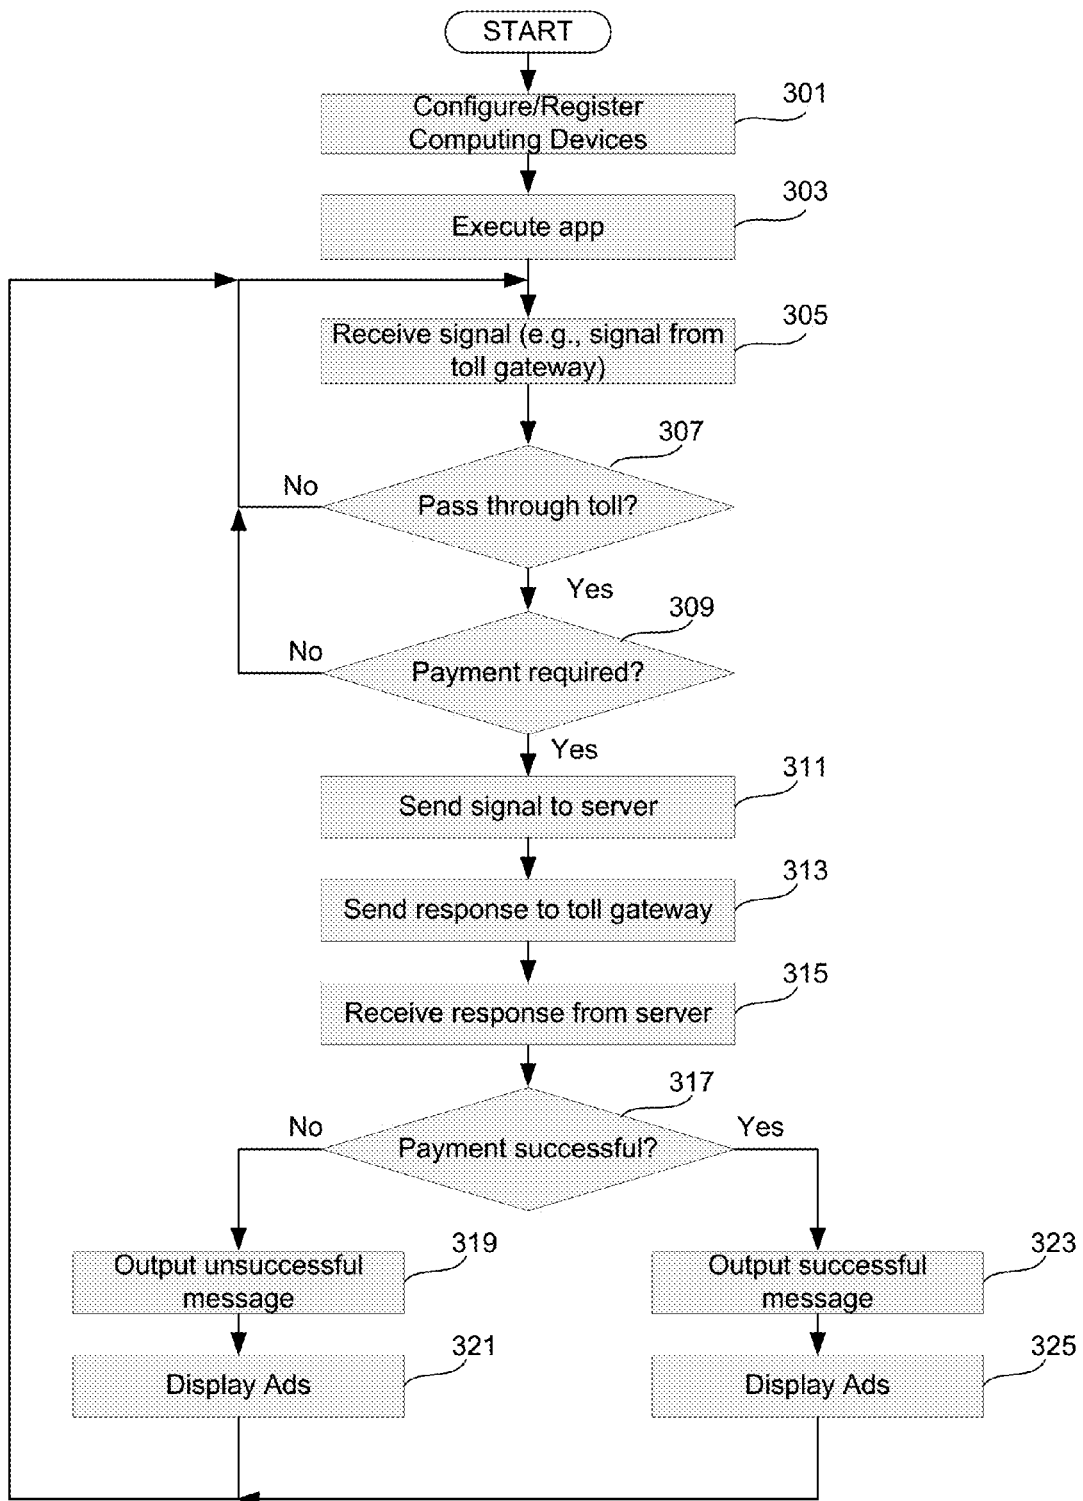 START
Configure/Register
Computing Devices
301
Execute app
303
Receive signal (e.g., signal from
toll gateway)
305
307
No
Pass through toll?
Yes
309
No
Payment required?
Yes
311
Send signal to server
313
Send response to toll gateway
315
Receive response from server
317
No
Payment successful?
Yes
Output unsuccessful
message
319
Output successful
message
323
Display Ads
321
Display Ads
325